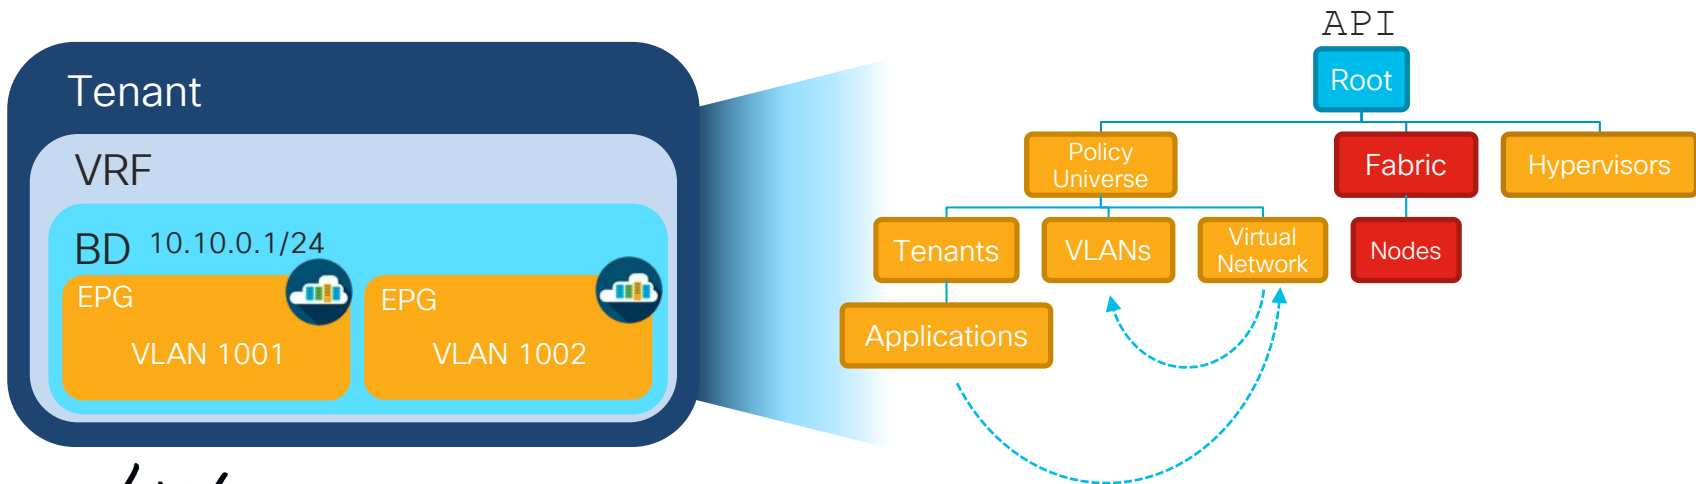 Tenant
VRF
BD 10.10.0.1/24
EPG
VLAN 1001
EPG
VLAN 1002
API
Root
Policy
Universe
Fabric
Hypervisors
Tenants
VLANs
Virtual
Network
Nodes
Applications